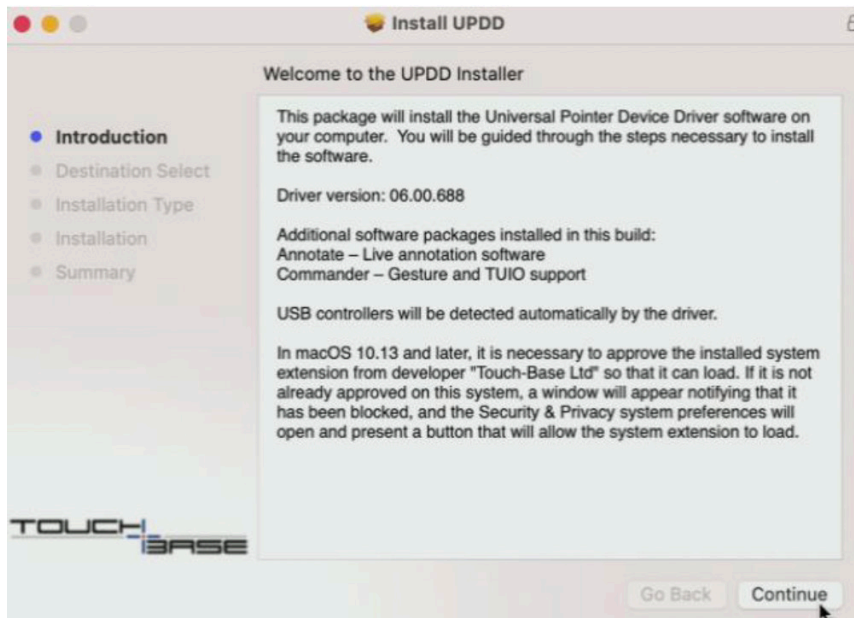 Install UPDD
Welcome to the UPDD Installer
Introduction
Destination Select
Installation Type
Installation
Summary
This package will install the Universal Pointer Device Driver software on
your computer. You will be guided through the steps necessary to install
the software.
Driver version: 06.00.688
Additional software packages installed in this build:
Annotate – Live annotation software
Commander – Gesture and TUIO support
USB controllers will be detected automatically by the driver.
In macOS 10.13 and later, it is necessary to approve the installed system
extension from developer "Touch-Base Ltd" so that it can load. If it is not
already approved on this system, a window will appear notifying that it
has been blocked, and the Security & Privacy system preferences will
open and present a button that will allow the system extension to load.
TOUCH
BASE
Go Back Continue